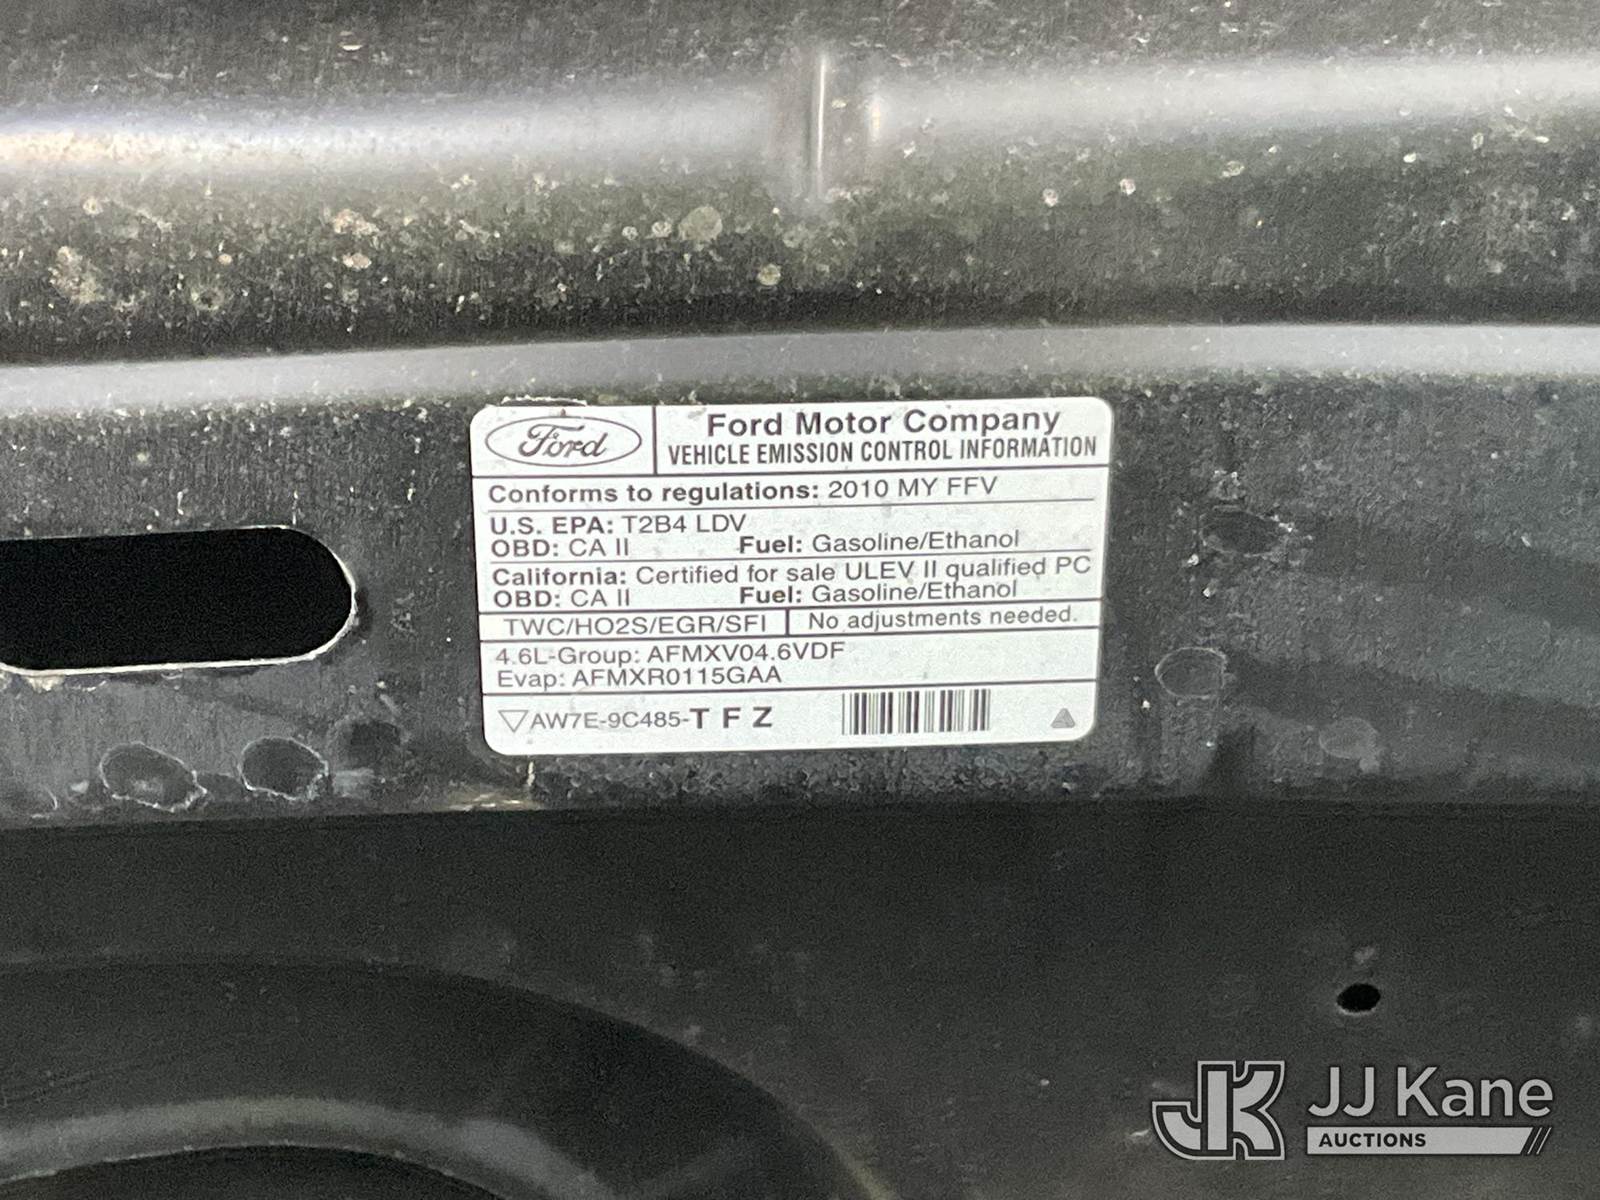 Ford
Ford Motor Company
VEHICLE EMISSION CONTROL INFORMATION
Conforms to regulations: 2010 MY FFV
U.S. EPA: T2B4 LDV
OBD: CA II Fuel: Gasoline/Ethanol
California: Certified for sale ULEV II qualified PC
OBD: CA II Fuel: Gasoline/Ethanol
TWC/HO2S/EGR/SFI No adjustments needed.
4.6L-Group: AFMXV04.6VDF
Evap: AFMXR0115GAA
AW7E-9C485-T F Z
JK JJ Kane
AUCTIONS